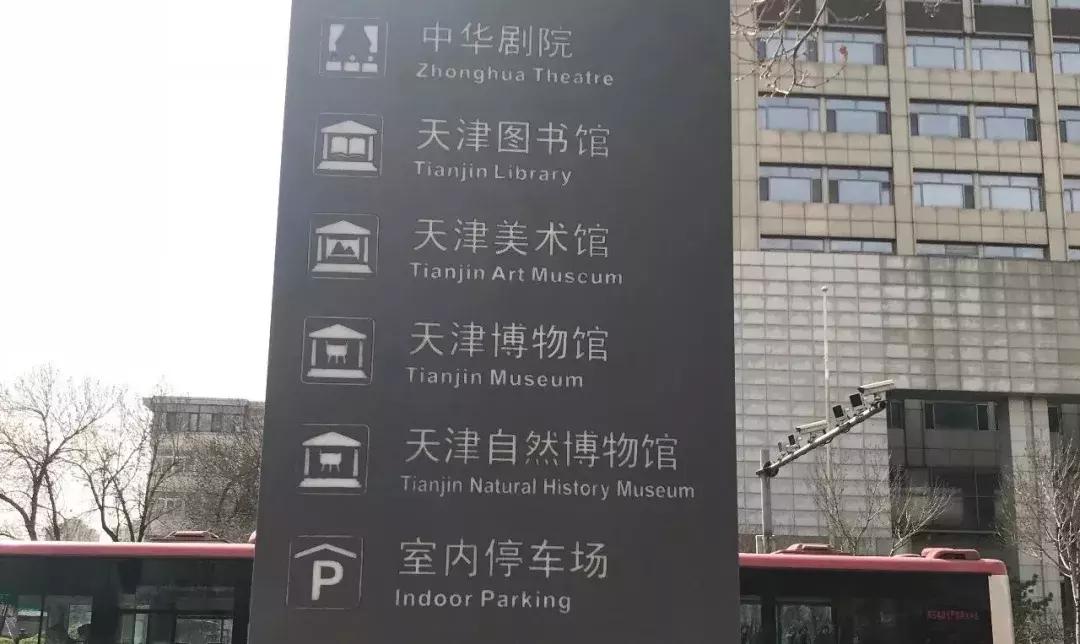 中华剧院
Zhonghua Theatre
天津图书馆
Tianjin Library
天津美术馆
Tianjin Art Muscum
天津博物馆
Tianjin Museum
天津自然博物馆
Tianjin Natural History Museum
P
室内停车场
Indoor Parking